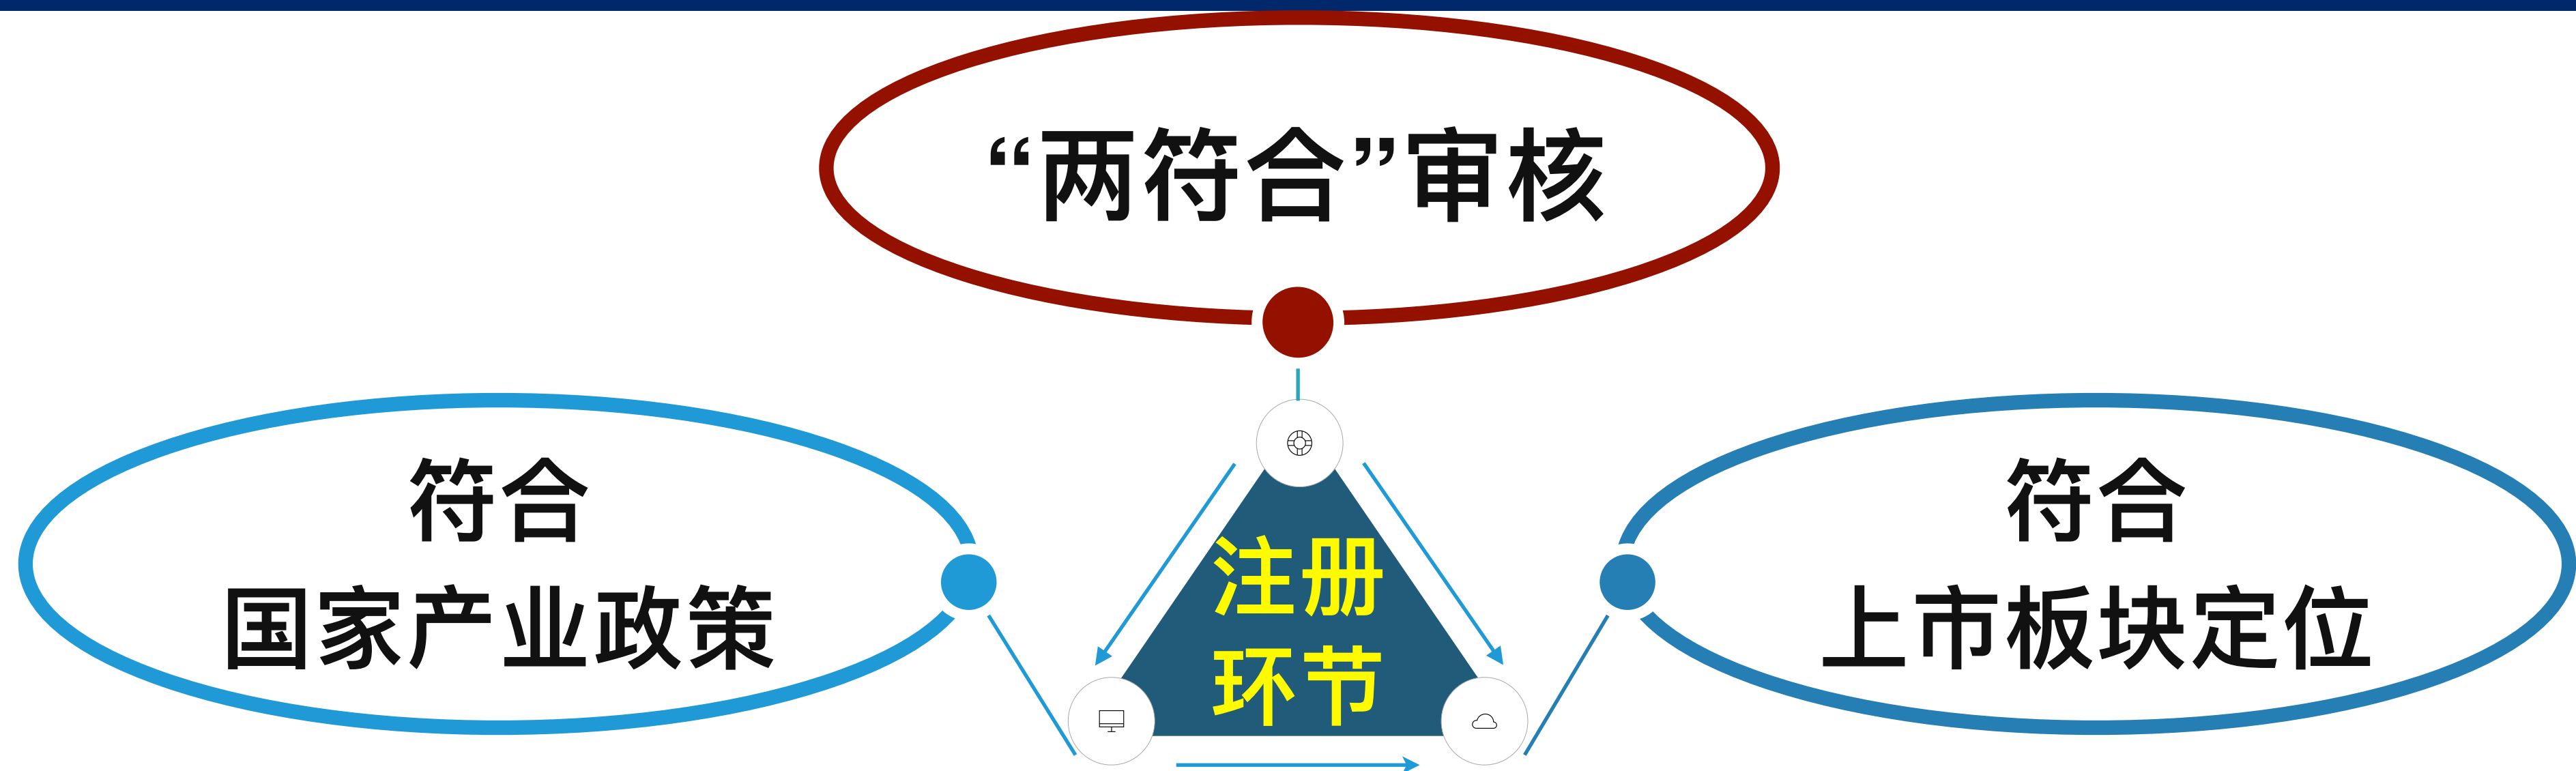 “两符合”审核
符合
国家产业政策
注册
环节
符合
上市板块定位